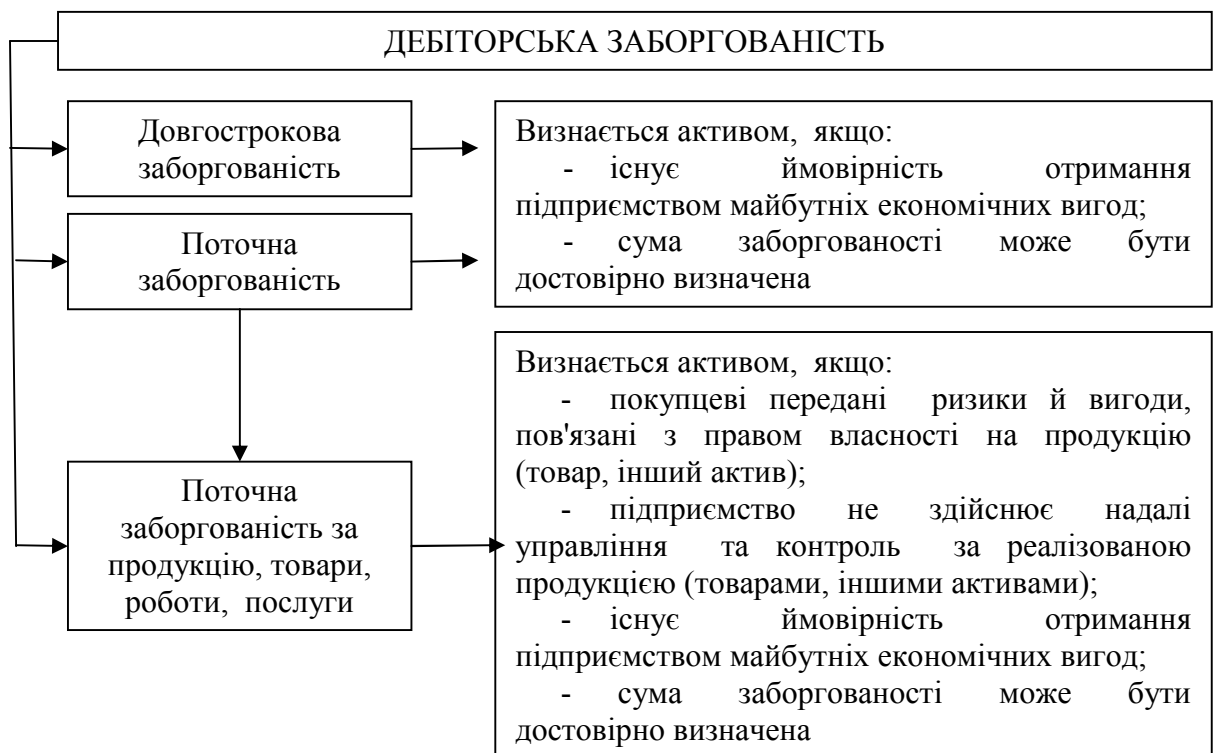 ДЕБІТОРСЬКА ЗАБОРГОВАНІСТЬ
Довгострокова
заборгованість
Визнається активом, якщо:
- існує ймовірність отримання
підприємством майбутніх економічних вигод;
- сума заборгованості може бути
достовірно визначена
Поточна
заборгованість
Поточна
заборгованість за
продукцію, товари,
роботи, послуги
Визнається активом, якщо:
- покупцеві передані ризики й вигоди,
пов'язані з правом власності на продукцію
(товар, інший актив);
- підприємство не здійснює надалі
управління та контроль за реалізованою
продукцією (товарами, іншими активами);
- існує ймовірність отримання
підприємством майбутніх економічних вигод;
- сума заборгованості може бути
достовірно визначена